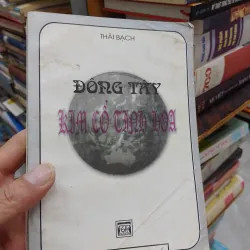 THÁI BẠCH
ĐÔNG TÂY
KIM CỔ TINH HOA